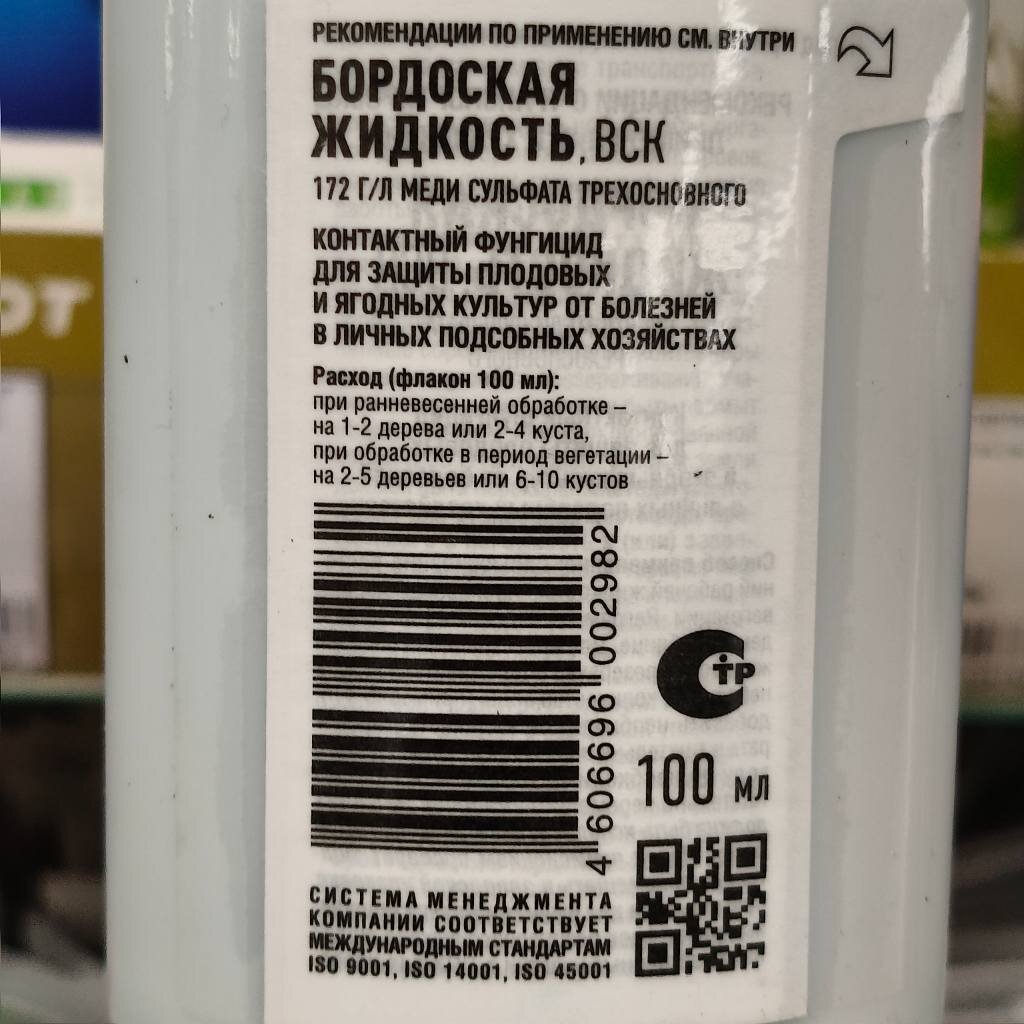 РЕКОМЕНДАЦИИ ПО ПРИМЕНЕНИЮ СМ. ВНУТРИ
БОРДОСКАЯ
ЖИДКОСТЬ, ВСК
172 Г/Л МЕДИ СУЛЬФАТА ТРЕХОСНОВНОГО
КОНТАКТНЫЙ ФУНГИЦИД
ДЛЯ ЗАЩИТЫ ПЛОДОВЫХ
И ЯГОДНЫХ КУЛЬТУР ОТ БОЛЕЗНЕЙ
В ЛИЧНЫХ ПОДСОБНЫХ ХОЗЯЙСТВАХ
Расход (флакон 100 мл):
при ранневесенней обработке –
на 1-2 дерева или 2-4 куста,
при обработке в период вегетации –
на 2-5 деревьев или 6-10 кустов
4 606696 002982
СТР
100 мл
СИСТЕМА МЕНЕДЖМЕНТА
КОМПАНИИ СООТВЕТСТВУЕТ
МЕЖДУНАРОДНЫМ СТАНДАРТАМ
ISO 9001, ISO 14001, ISO 45001